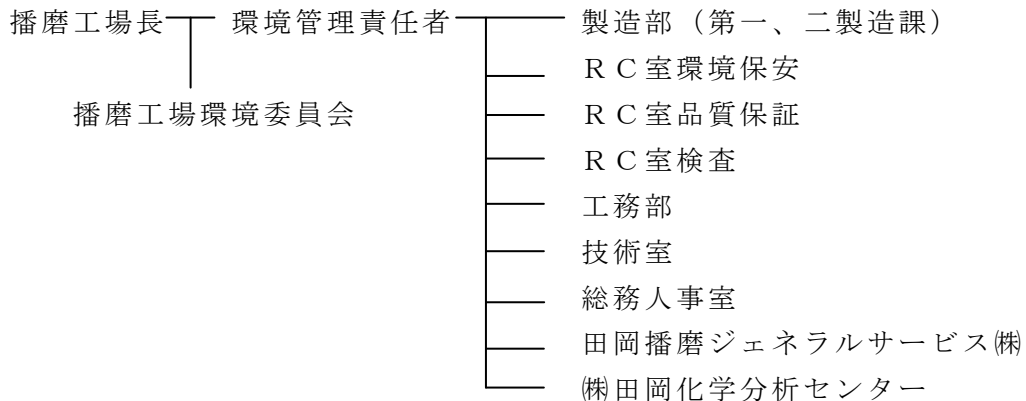 播磨工場長 環境管理責任者 製造部（第一、二製造課）
ＲＣ室環境保安
播磨工場環境委員会 ＲＣ室品質保証
ＲＣ室検査
工務部
技術室
総務人事室
田岡播磨ジェネラルサービス㈱
㈱田岡化学分析センター